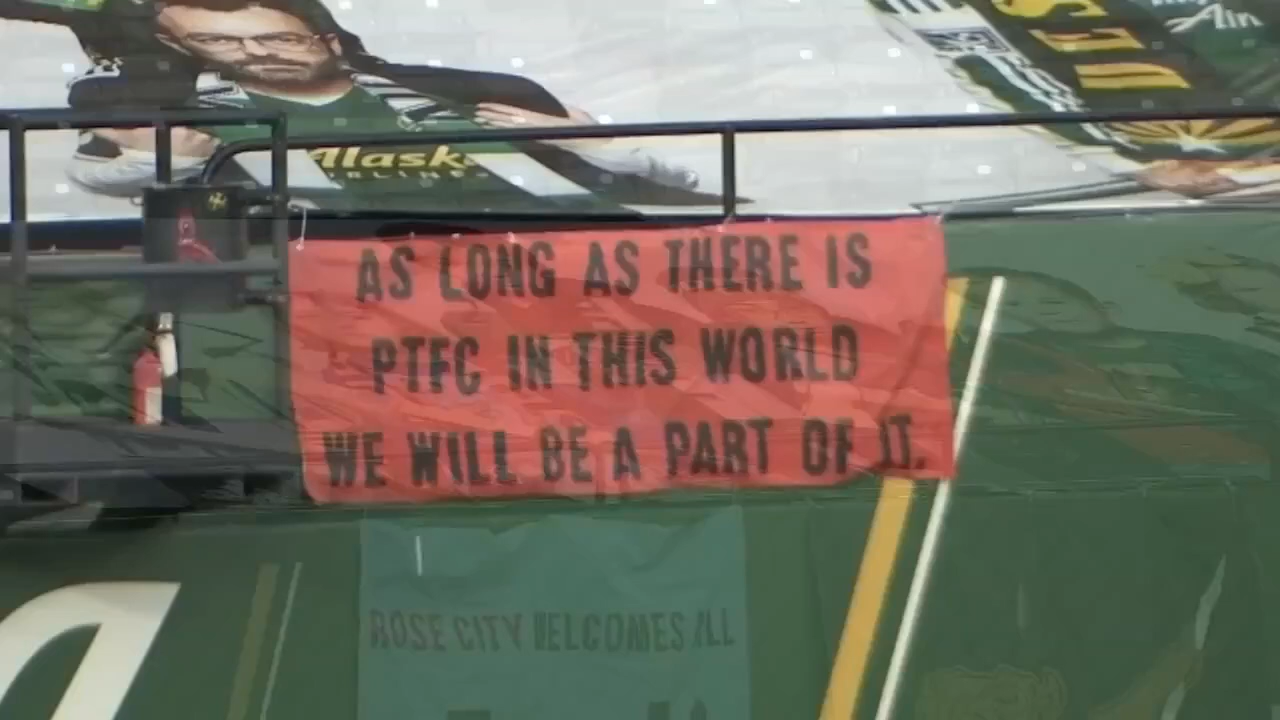 Alaska
AIRLINES
Air
AS LONG AS THERE IS
PTFC IN THIS WORLD
WE WILL BE A PART OF IT.
ROSE CITY WELCOMES ALL